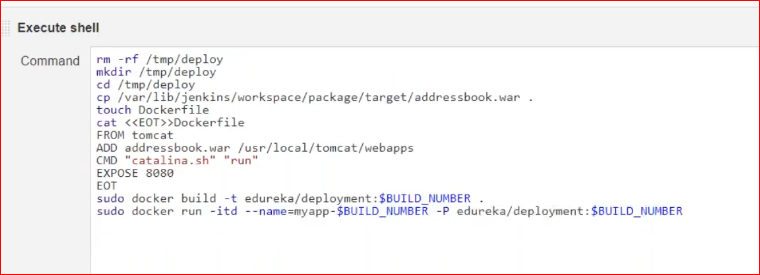 Execute shell
Command
rm -rf /tmp/deploy
mkdir /tmp/deploy
cd /tmp/deploy
cp /var/lib/jenkins/workspace/package/target/addressbook.war .
touch Dockerfile
cat <<EOT>>Dockerfile
FROM tomcat
ADD addressbook.war /usr/local/tomcat/webapps
CMD "catalina.sh" "run"
EXPOSE 8080
EOT
sudo docker build -t edureka/deployment:$BUILD_NUMBER .
sudo docker run -itd --name=myapp-$BUILD_NUMBER -P edureka/deployment:$BUILD_NUMBER